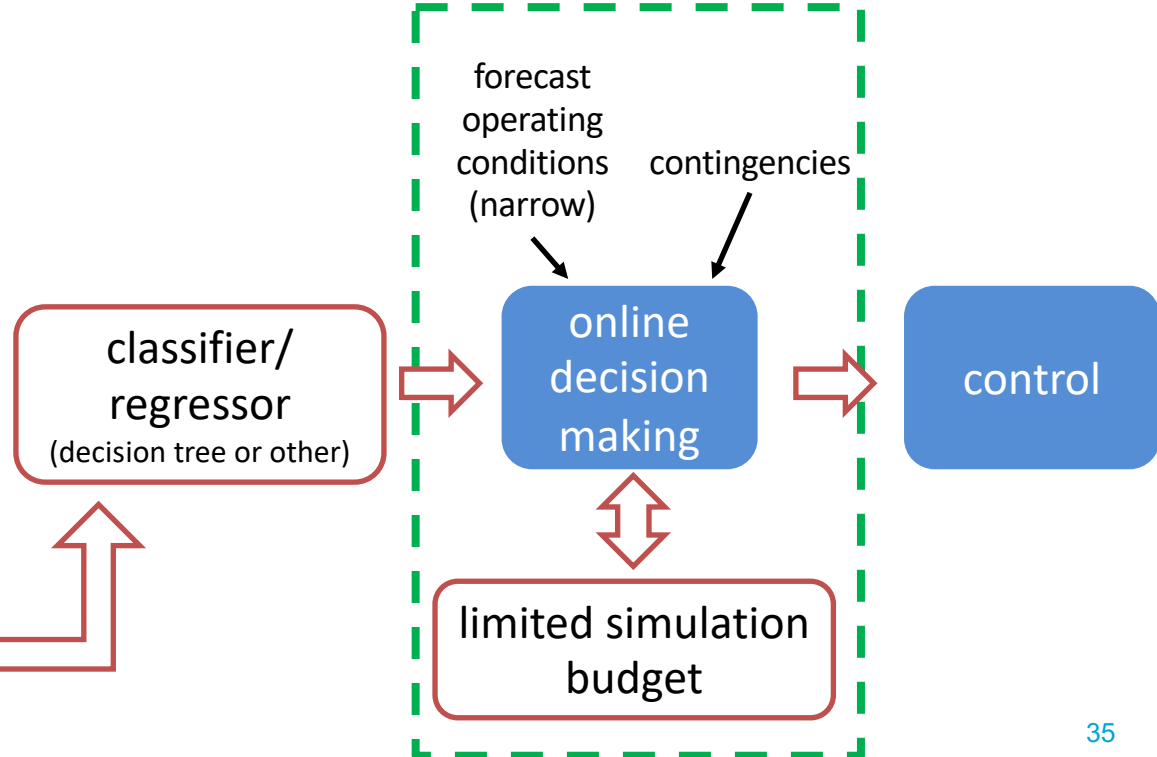 forecast
operating
conditions
(narrow)
contingencies
classifier/
regressor
(decision tree or other)
online
decision
making
control
limited simulation
budget
35